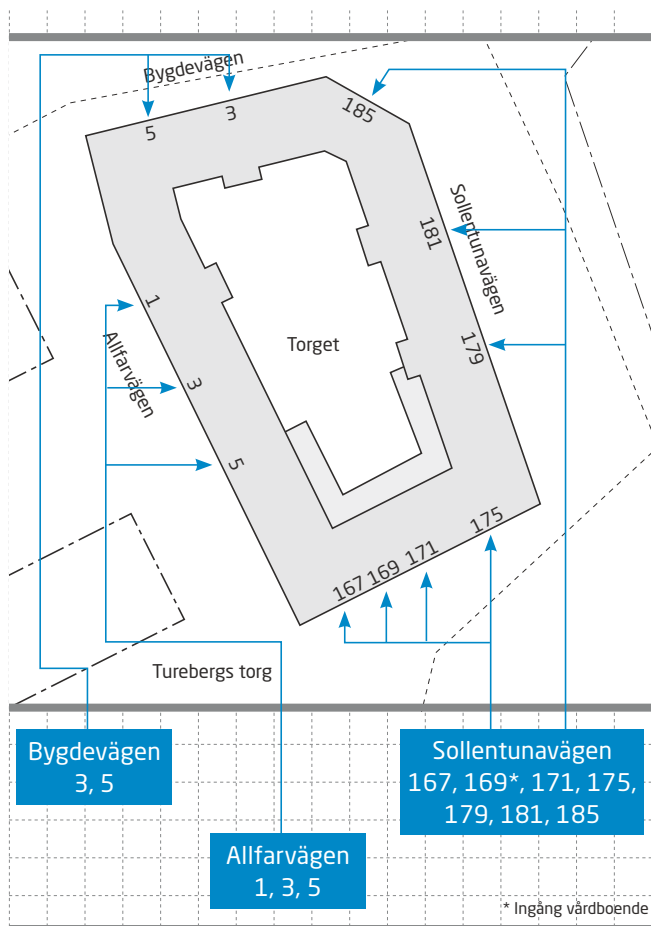 Bygdevägen
5
3
185
181
Sollentunavägen
179
1
Allfarvägen
3
5
Torget
175
171
169
167
Turebergs torg
Bygdevägen
3, 5
Allfarvägen
1, 3, 5
Sollentunavägen
167, 169*, 171, 175,
179, 181, 185
* Ingång vårdboende